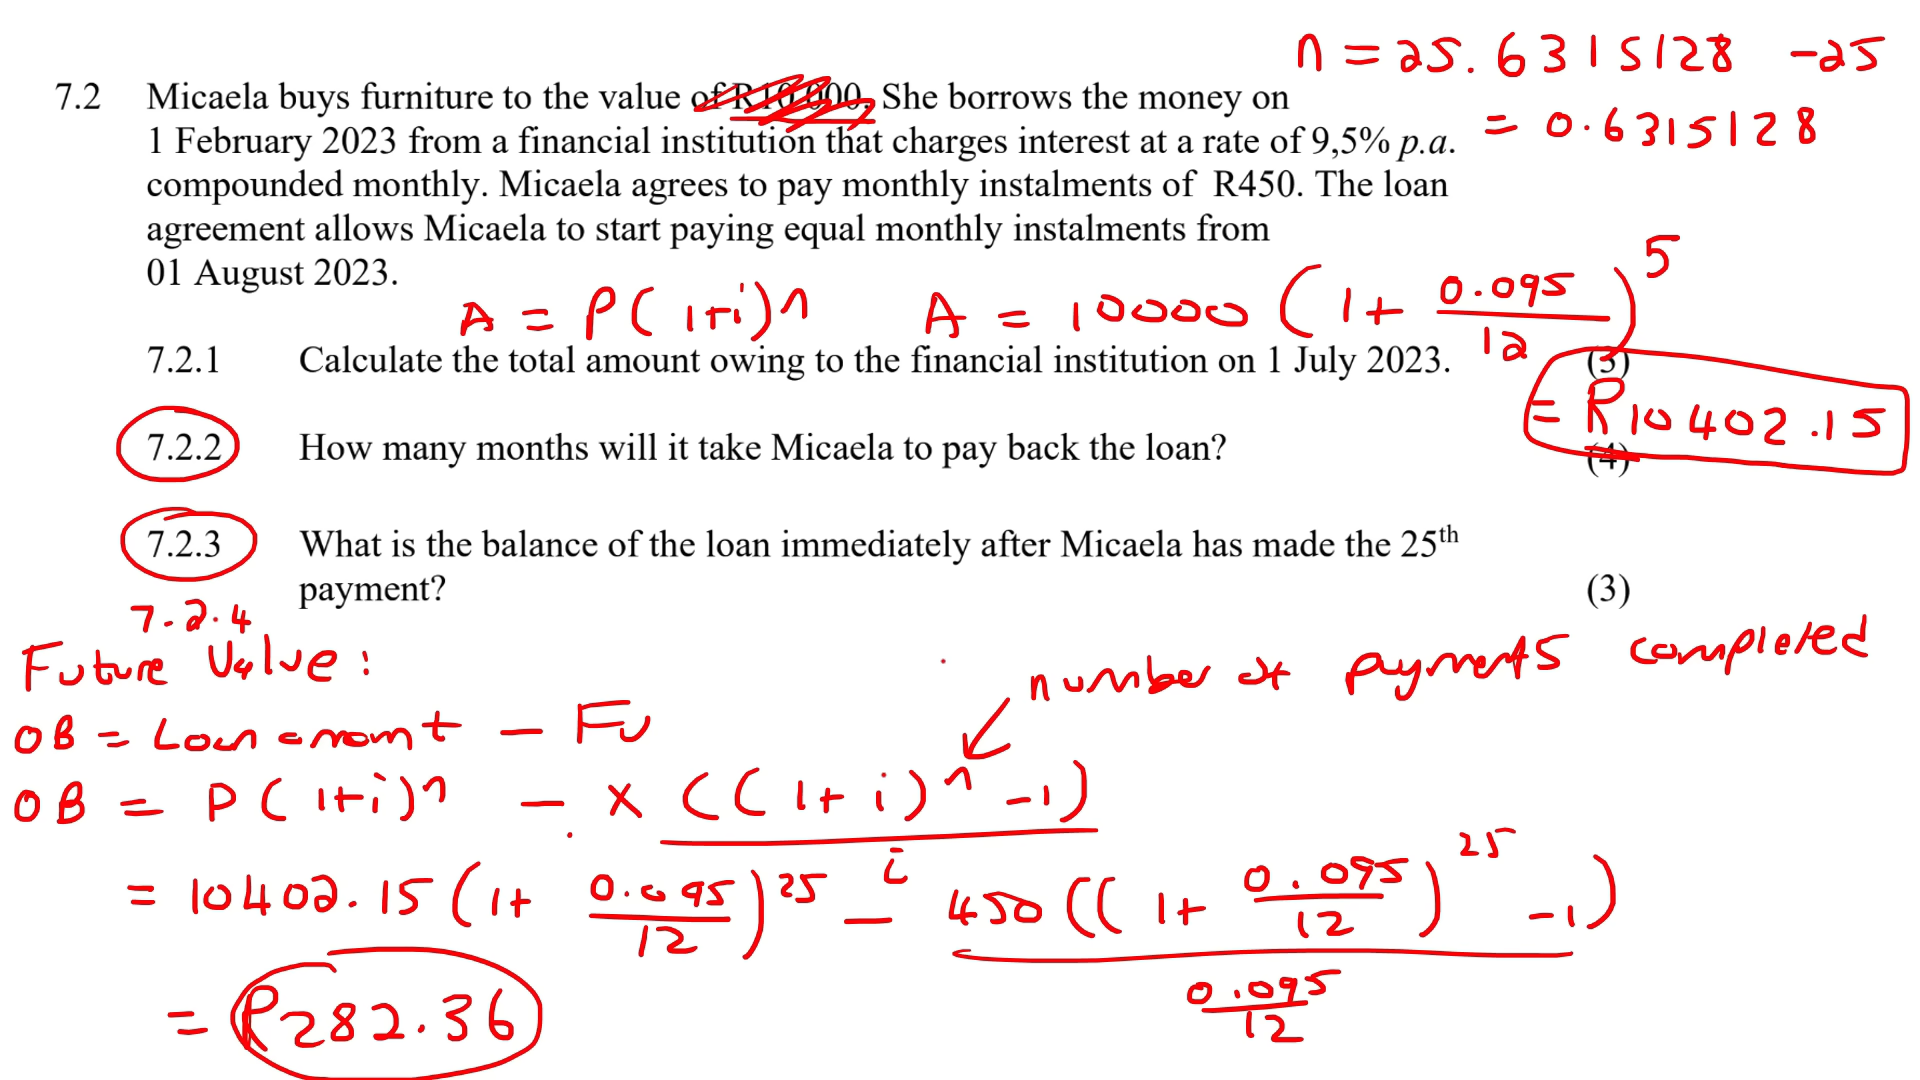 n = 25.6315128 -25
= 0.6315128
7.2 Micaela buys furniture to the value of R10 000. She borrows the money on
1 February 2023 from a financial institution that charges interest at a rate of 9,5% p.a.
compounded monthly. Micaela agrees to pay monthly instalments of R450. The loan
agreement allows Micaela to start paying equal monthly instalments from
01 August 2023.
A = P(1+i)^n A = 10000 (1 + 0.095/12)^5
7.2.1 Calculate the total amount owing to the financial institution on 1 July 2023. (3)
= R10402.15
7.2.2 How many months will it take Micaela to pay back the loan? (4)
7.2.3 What is the balance of the loan immediately after Micaela has made the 25th
payment? (3)
7.2.4
Future Value:
number of payments completed
OB = Loan amount - Fv
OB = P(1+i)^n - x((1+i)^n -1)/i
= 10402.15(1+ 0.095/12)^25 - 450((1+ 0.095/12)^25 -1)/(0.095/12)
= R282.36